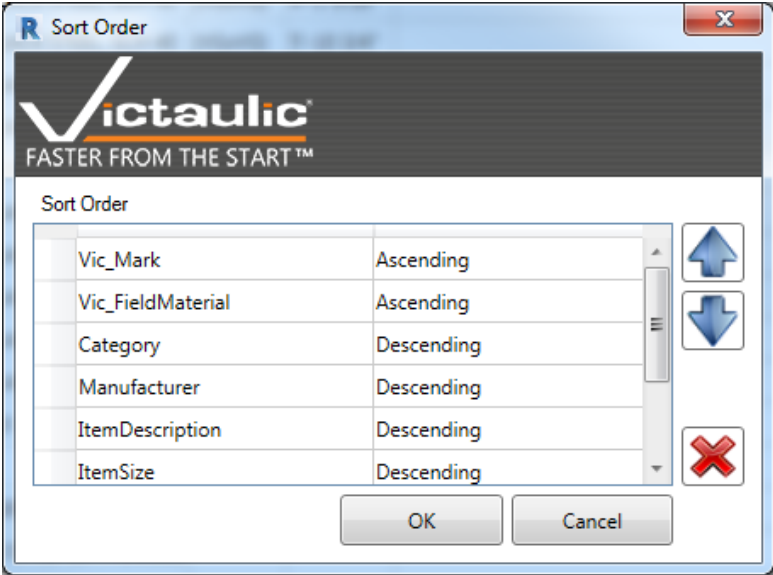 Sort Order
Victaulic
FASTER FROM THE START™
Sort Order
Vic_Mark Ascending
Vic_FieldMaterial Ascending
Category Descending
Manufacturer Descending
ItemDescription Descending
ItemSize Descending
OK Cancel